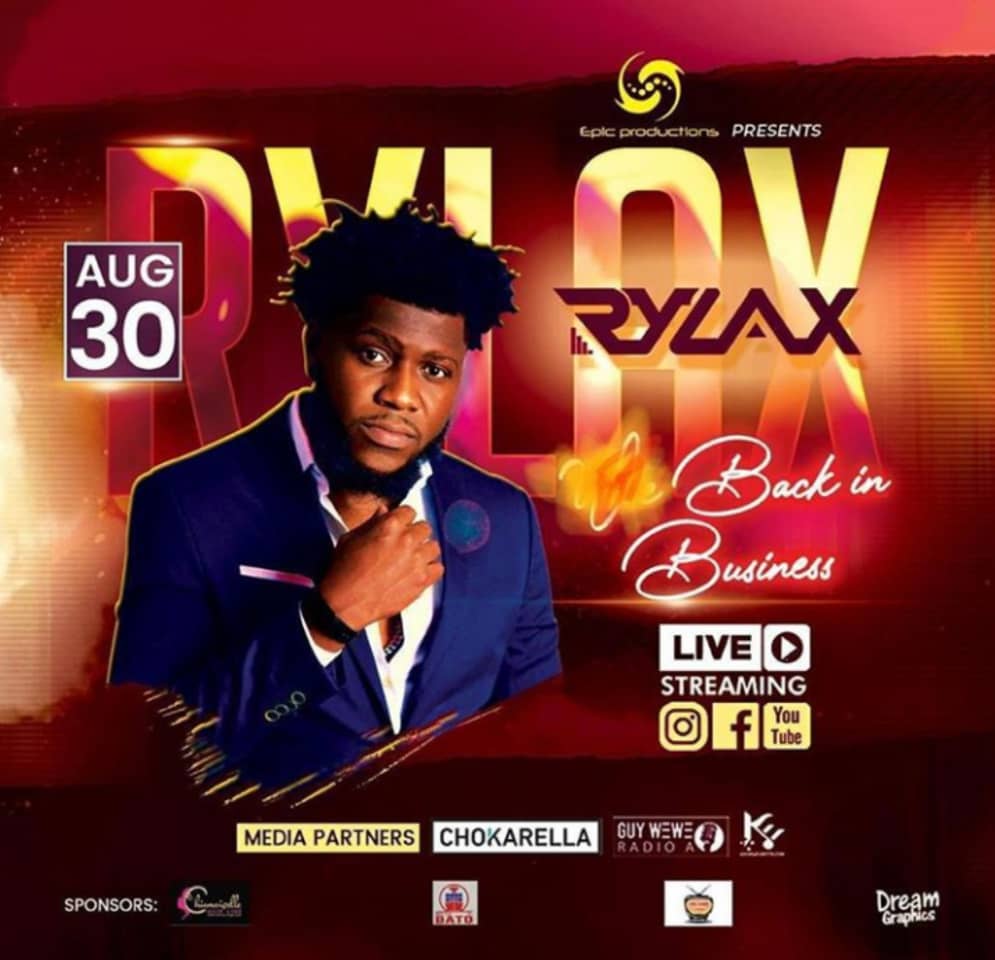 Epic productions PRESENTS
AUG
30
RYLAX
Back in
Business
LIVE
STREAMING
You
Tube
MEDIA PARTNERS
CHOKARELLA
GUY WEWE
RADIO A
SPONSORS:
BATO
Dream
Graphics